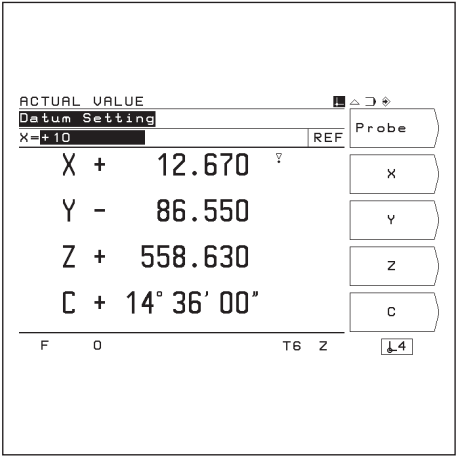 ACTUAL VALUE
Datum Setting
X=+10
REF
Probe
X + 12.670
X
Y - 86.550
Y
Z + 558.630
Z
C + 14° 36' 00"
C
F 0 T6 Z
4